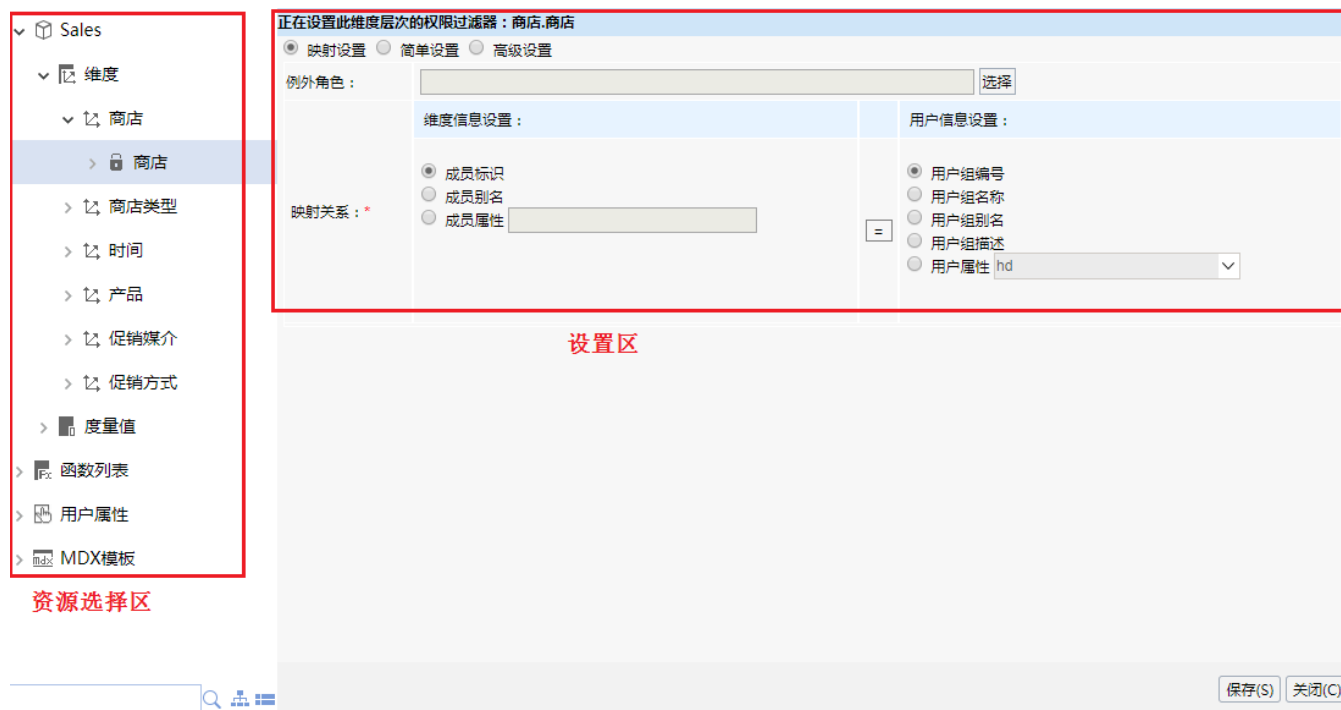 Sales
维度
商店
商店
商店类型
时间
产品
促销媒介
促销方式
度量值
函数列表
用户属性
MDX模板
资源选择区
正在设置此维度层次的权限过滤器：商店.商店
映射设置 简单设置 高级设置
例外角色： 选择
维度信息设置： 用户信息设置：
映射关系：*
成员标识
成员别名
成员属性
=
用户组编号
用户组名称
用户组别名
用户组描述
用户属性 hd
设置区
保存(S) 关闭(C)